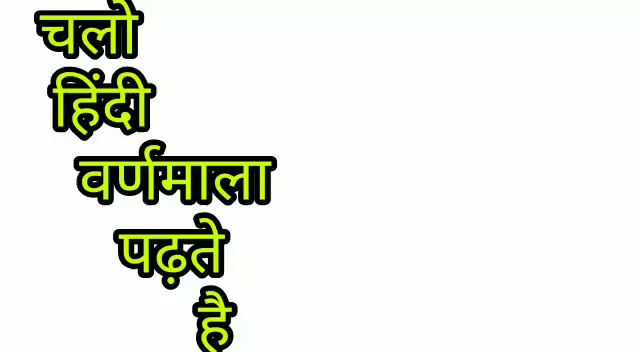 चलो
हिंदी
वर्णमाला
पढ़ते
है